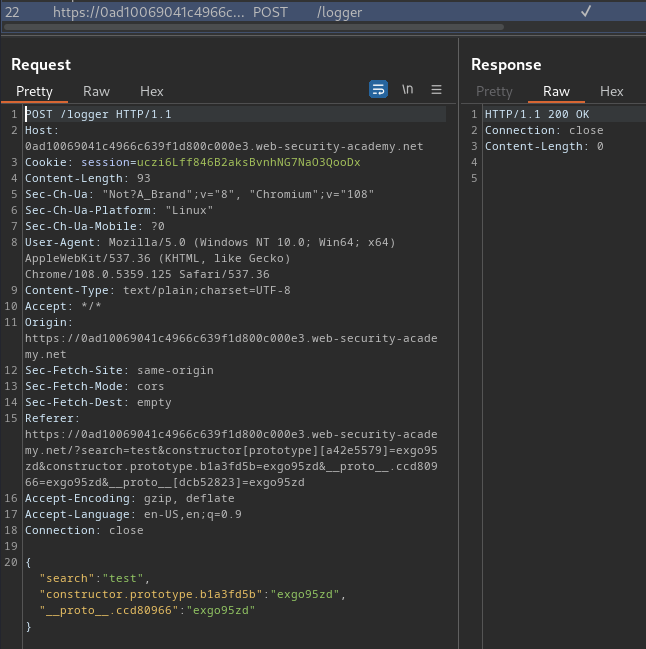 22 https://0ad10069041c4966c... POST /logger
Request
Pretty Raw Hex \n
1 POST /logger HTTP/1.1
2 Host:
0ad10069041c4966c639f1d800c000e3.web-security-academy.net
3 Cookie: session=uczi6Lff846B2aksBvnhNG7NaO3QooDx
4 Content-Length: 93
5 Sec-Ch-Ua: "Not?A_Brand";v="8", "Chromium";v="108"
6 Sec-Ch-Ua-Platform: "Linux"
7 Sec-Ch-Ua-Mobile: ?0
8 User-Agent: Mozilla/5.0 (Windows NT 10.0; Win64; x64)
AppleWebKit/537.36 (KHTML, like Gecko)
Chrome/108.0.5359.125 Safari/537.36
9 Content-Type: text/plain;charset=UTF-8
10 Accept: */*
11 Origin:
https://0ad10069041c4966c639f1d800c000e3.web-security-acade
my.net
12 Sec-Fetch-Site: same-origin
13 Sec-Fetch-Mode: cors
14 Sec-Fetch-Dest: empty
15 Referer:
https://0ad10069041c4966c639f1d800c000e3.web-security-acade
my.net/?search=test&constructor[prototype][a42e5579]=exgo95
zd&constructor.prototype.b1a3fd5b=exgo95zd&__proto__.ccd809
66=exgo95zd&__proto__[dcb52823]=exgo95zd
16 Accept-Encoding: gzip, deflate
17 Accept-Language: en-US,en;q=0.9
18 Connection: close
19
20 {
"search":"test",
"constructor.prototype.b1a3fd5b":"exgo95zd",
"__proto__.ccd80966":"exgo95zd"
}
Response
Pretty Raw Hex
1 HTTP/1.1 200 OK
2 Connection: close
3 Content-Length: 0
4
5